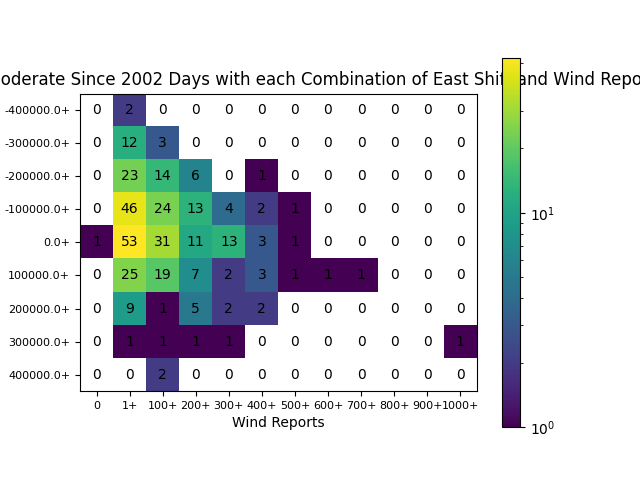 oderate Since 2002 Days with each Combination of East Shift and Wind Repo
-400000.0+ 0 2 0 0 0 0 0 0 0 0 0 0
-300000.0+ 0 12 3 0 0 0 0 0 0 0 0 0
-200000.0+ 0 23 14 6 0 1 0 0 0 0 0 0
-100000.0+ 0 46 24 13 4 2 1 0 0 0 0 0
0.0+ 1 53 31 11 13 3 1 0 0 0 0 0
100000.0+ 0 25 19 7 2 3 1 1 1 0 0 0
200000.0+ 0 9 1 5 2 2 0 0 0 0 0 0
300000.0+ 0 1 1 1 1 0 0 0 0 0 0 1
400000.0+ 0 0 2 0 0 0 0 0 0 0 0 0
0 1+ 100+ 200+ 300+ 400+ 500+ 600+ 700+ 800+ 900+ 1000+
Wind Reports
10¹
10⁰